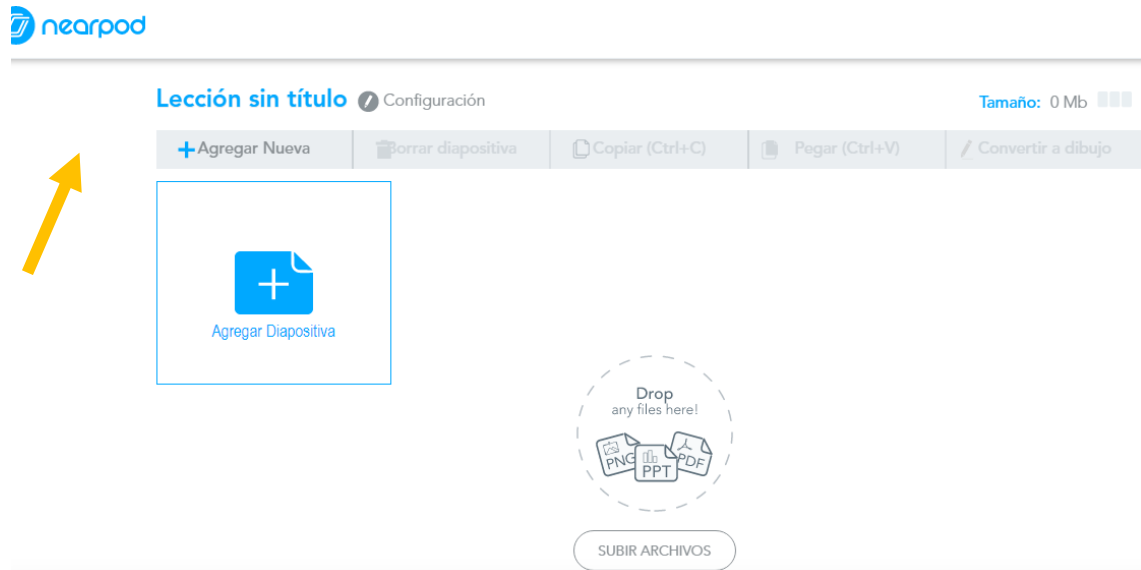 nearpod
Lección sin título Configuración Tamaño: 0 Mb
Agregar Nueva Borrar diapositiva Copiar (Ctrl+C) Pegar (Ctrl+V) Convertir a dibujo
Agregar Diapositiva
Drop
any files here!
PNG PPT PDF
SUBIR ARCHIVOS